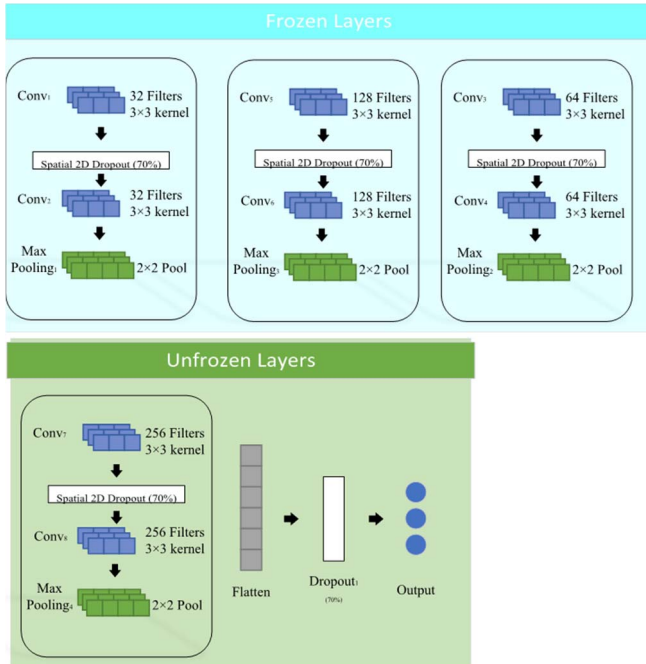 Frozen Layers
Conv₁
32 Filters
3×3 kernel
Spatial 2D Dropout (70%)
Conv₂
32 Filters
3×3 kernel
Max
Pooling₁
2×2 Pool
Conv₅
128 Filters
3×3 kernel
Spatial 2D Dropout (70%)
Conv₆
128 Filters
3×3 kernel
Max
Pooling₃
2×2 Pool
Conv₃
64 Filters
3×3 kernel
Spatial 2D Dropout (70%)
Conv₄
64 Filters
3×3 kernel
Max
Pooling₂
2×2 Pool
Unfrozen Layers
Conv₇
256 Filters
3×3 kernel
Spatial 2D Dropout (70%)
Conv₈
256 Filters
3×3 kernel
Max
Pooling₄
2×2 Pool
Flatten
Dropout₁
(70%)
Output